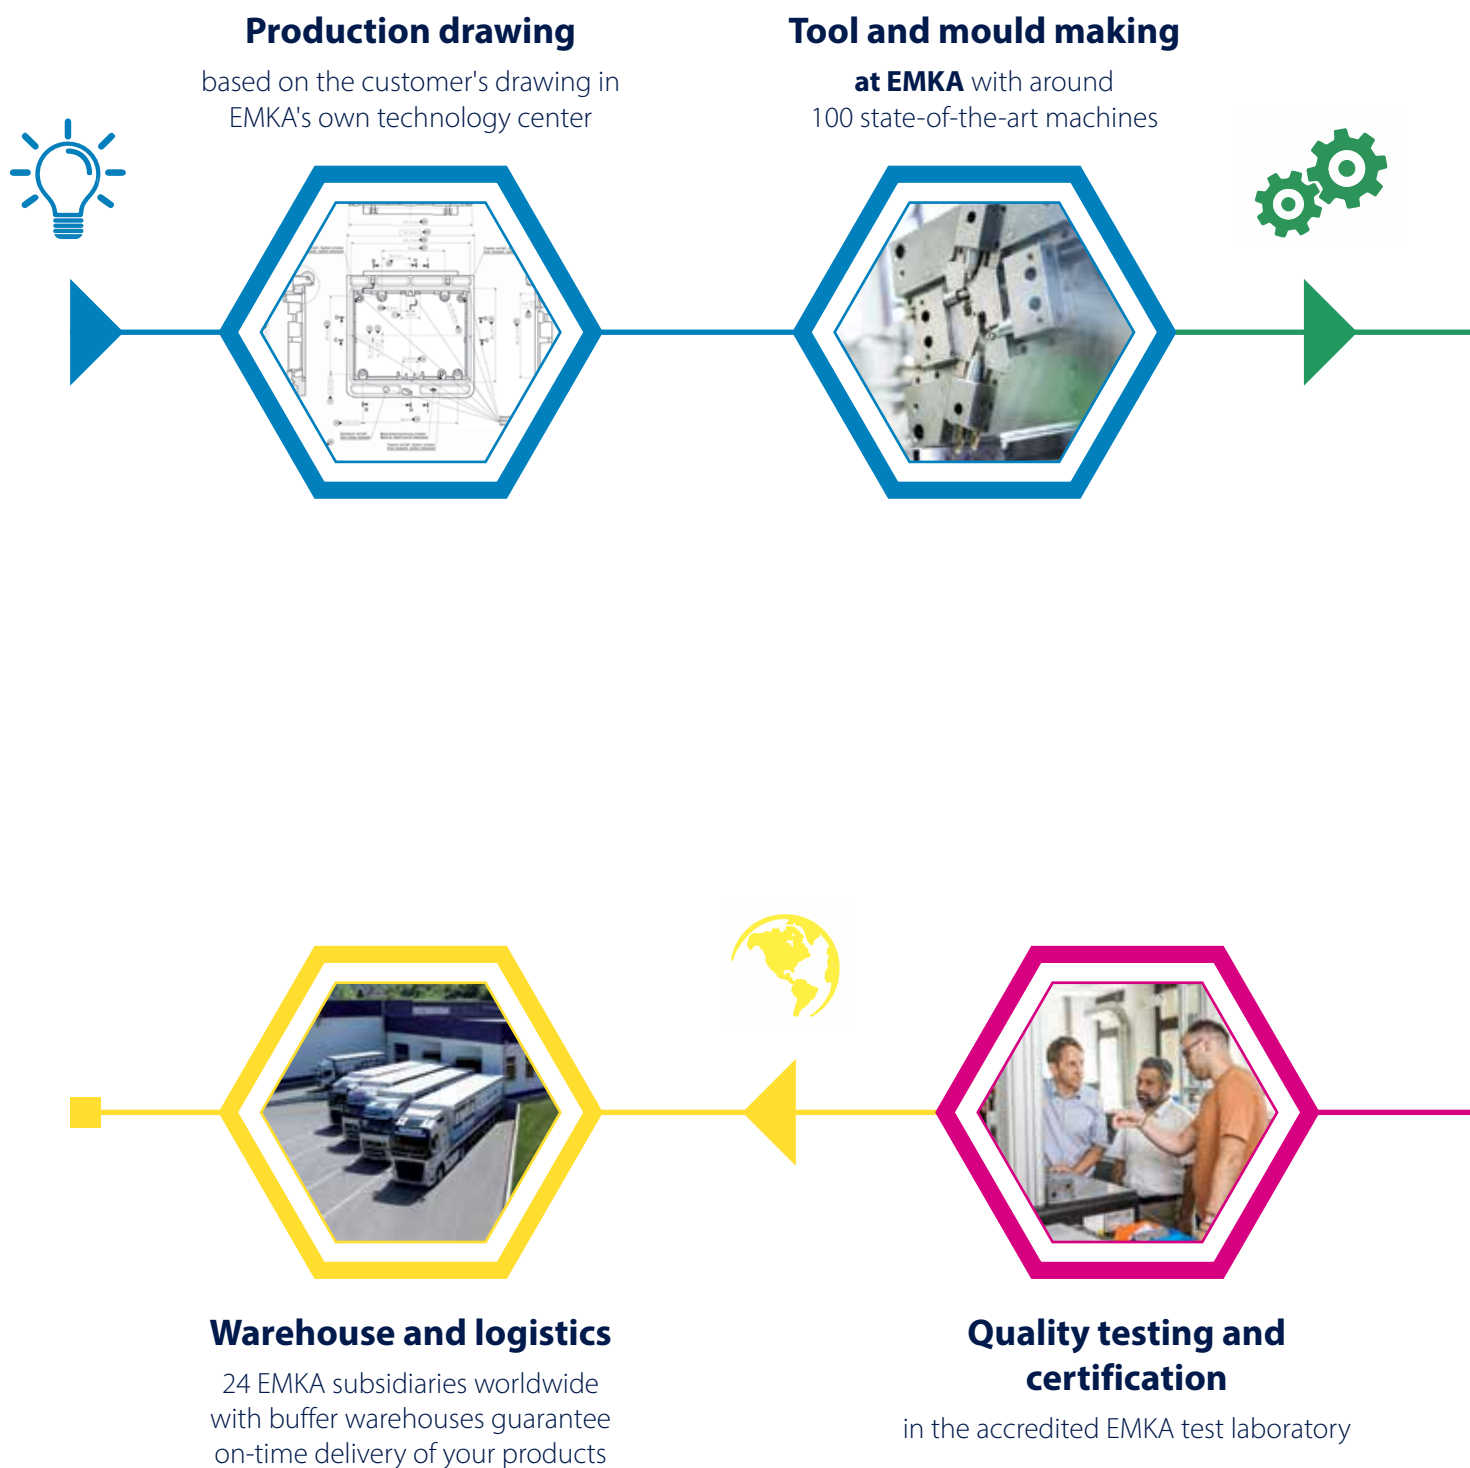 Production drawing
based on the customer's drawing in
EMKA's own technology center
Tool and mould making
at EMKA with around
100 state-of-the-art machines
Warehouse and logistics
24 EMKA subsidiaries worldwide
with buffer warehouses guarantee
on-time delivery of your products
Quality testing and
certification
in the accredited EMKA test laboratory